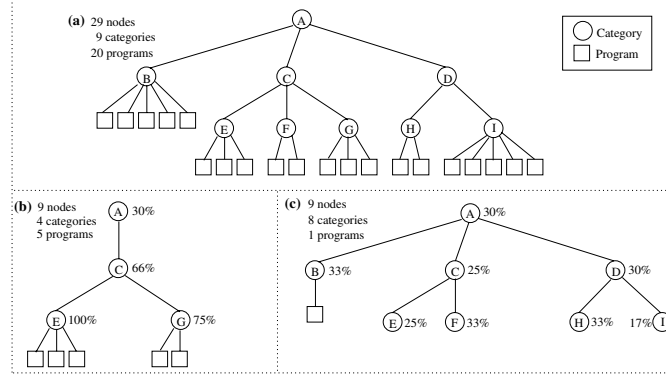 (a) 29 nodes
9 categories
20 programs
A
Category
Program
B
C
D
E
F
G
H
I
(b) 9 nodes
4 categories
5 programs
A 30%
C 66%
E 100%
G 75%
(c) 9 nodes
8 categories
1 programs
A 30%
B 33%
C 25%
D 30%
E 25%
F 33%
H 33%
17% I